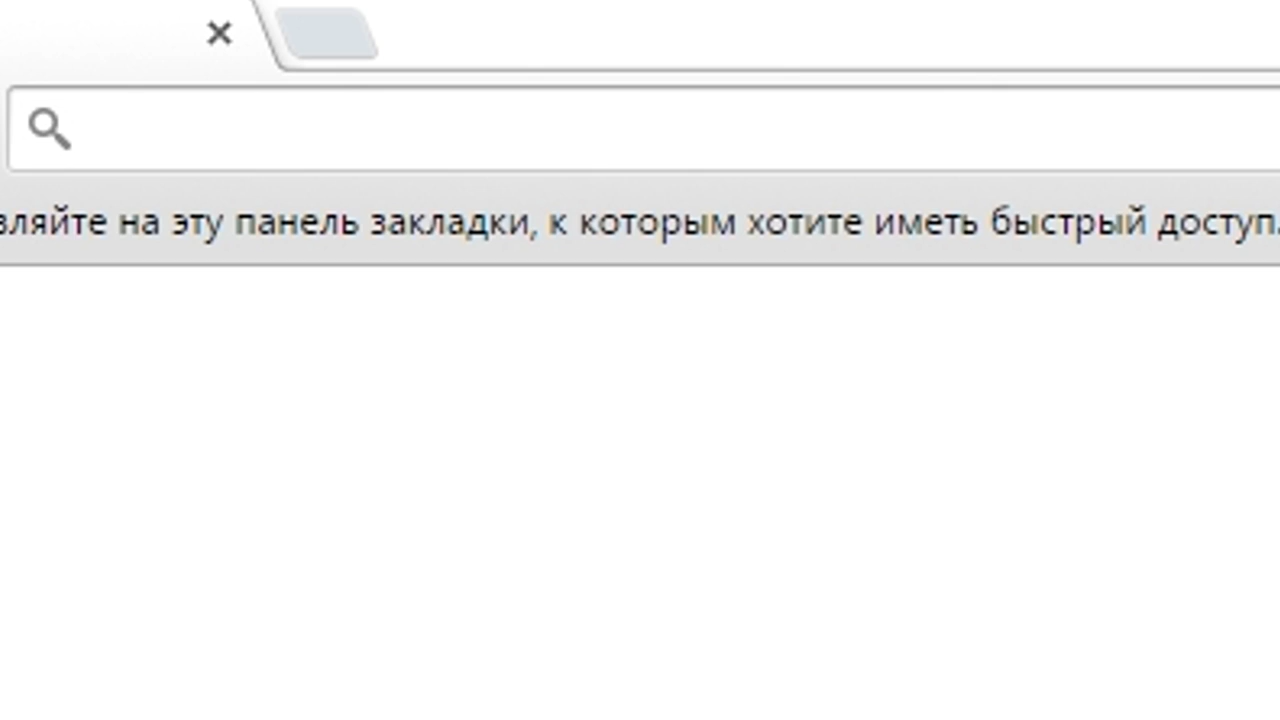 вляйте на эту панель закладки, к которым хотите иметь быстрый доступ.